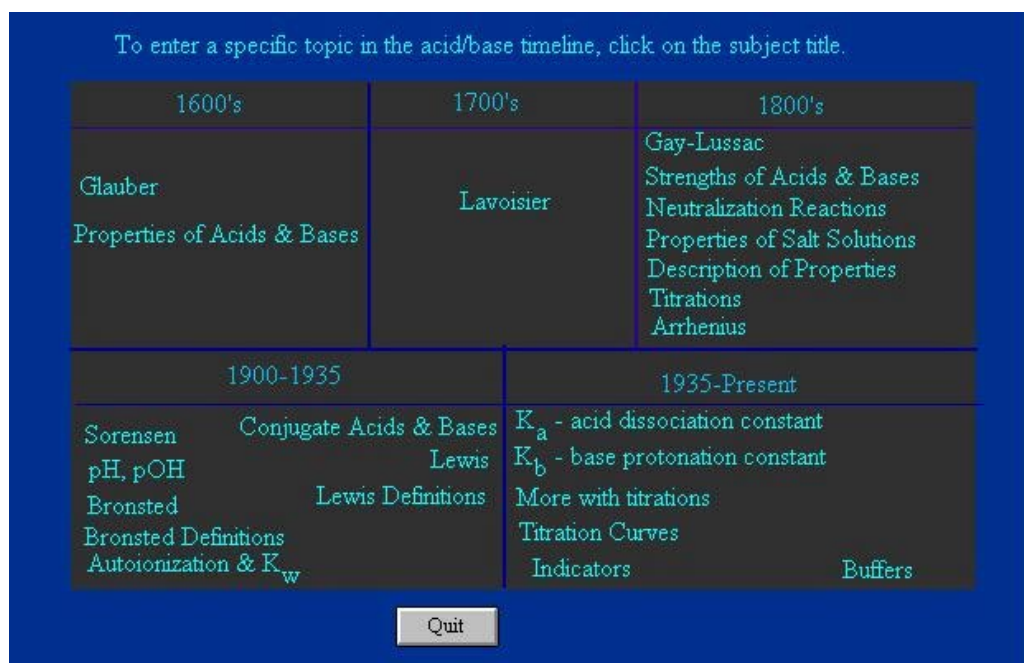 To enter a specific topic in the acid/base timeline, click on the subject title.
1600's
Glauber
Properties of Acids & Bases
1700's
Lavoisier
1800's
Gay-Lussac
Strengths of Acids & Bases
Neutralization Reactions
Properties of Salt Solutions
Description of Properties
Titrations
Arrhenius
1900-1935
Sorensen
pH, pOH
Bronsted
Bronsted Definitions
Autoionization & Kw
Conjugate Acids & Bases
Lewis
Lewis Definitions
1935-Present
Ka - acid dissociation constant
Kb - base protonation constant
More with titrations
Titration Curves
Indicators
Buffers
Quit